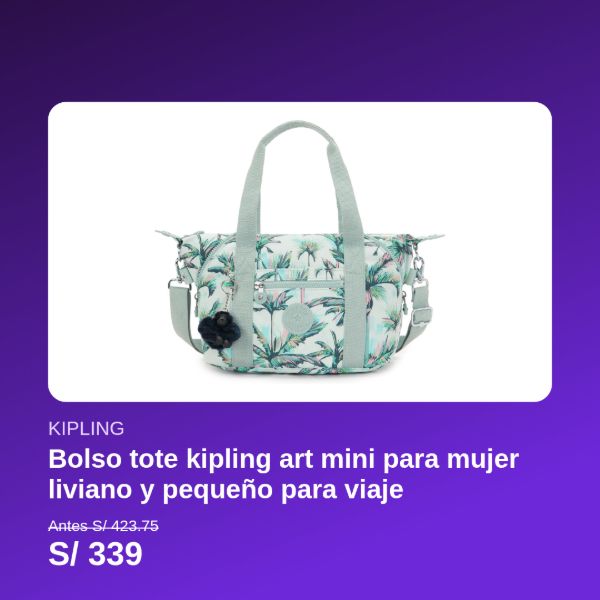 KIPLING
Bolso tote kipling art mini para mujer
liviano y pequeño para viaje
Antes S/ 423.75
S/ 339